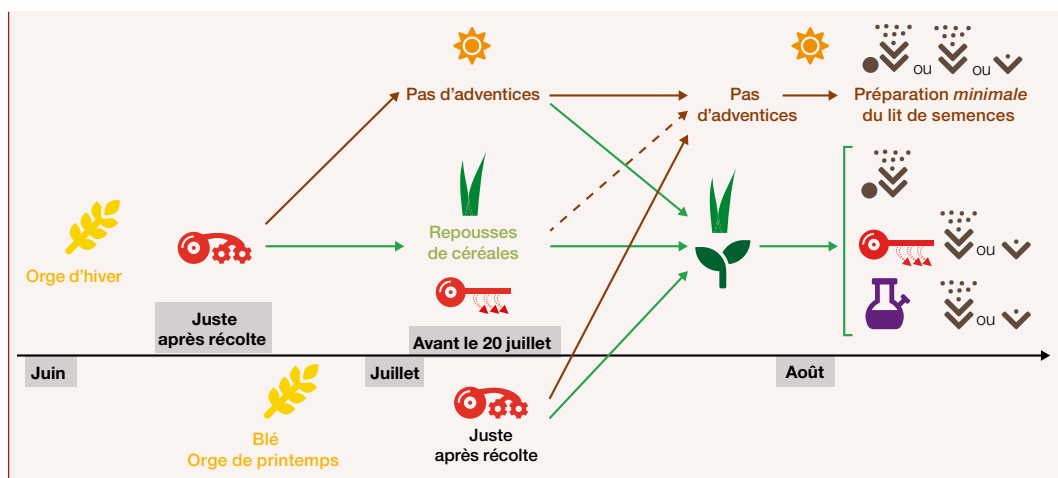 ou
ou
Pas d'adventices
Pas
d'adventices
Préparation minimale
du lit de semences
Repousses
de céréales
ou
Orge d'hiver
ou
Juste
après récolte
Avant le 20 juillet
Juin
Juillet
Août
Blé
Orge de printemps
Juste
après récolte